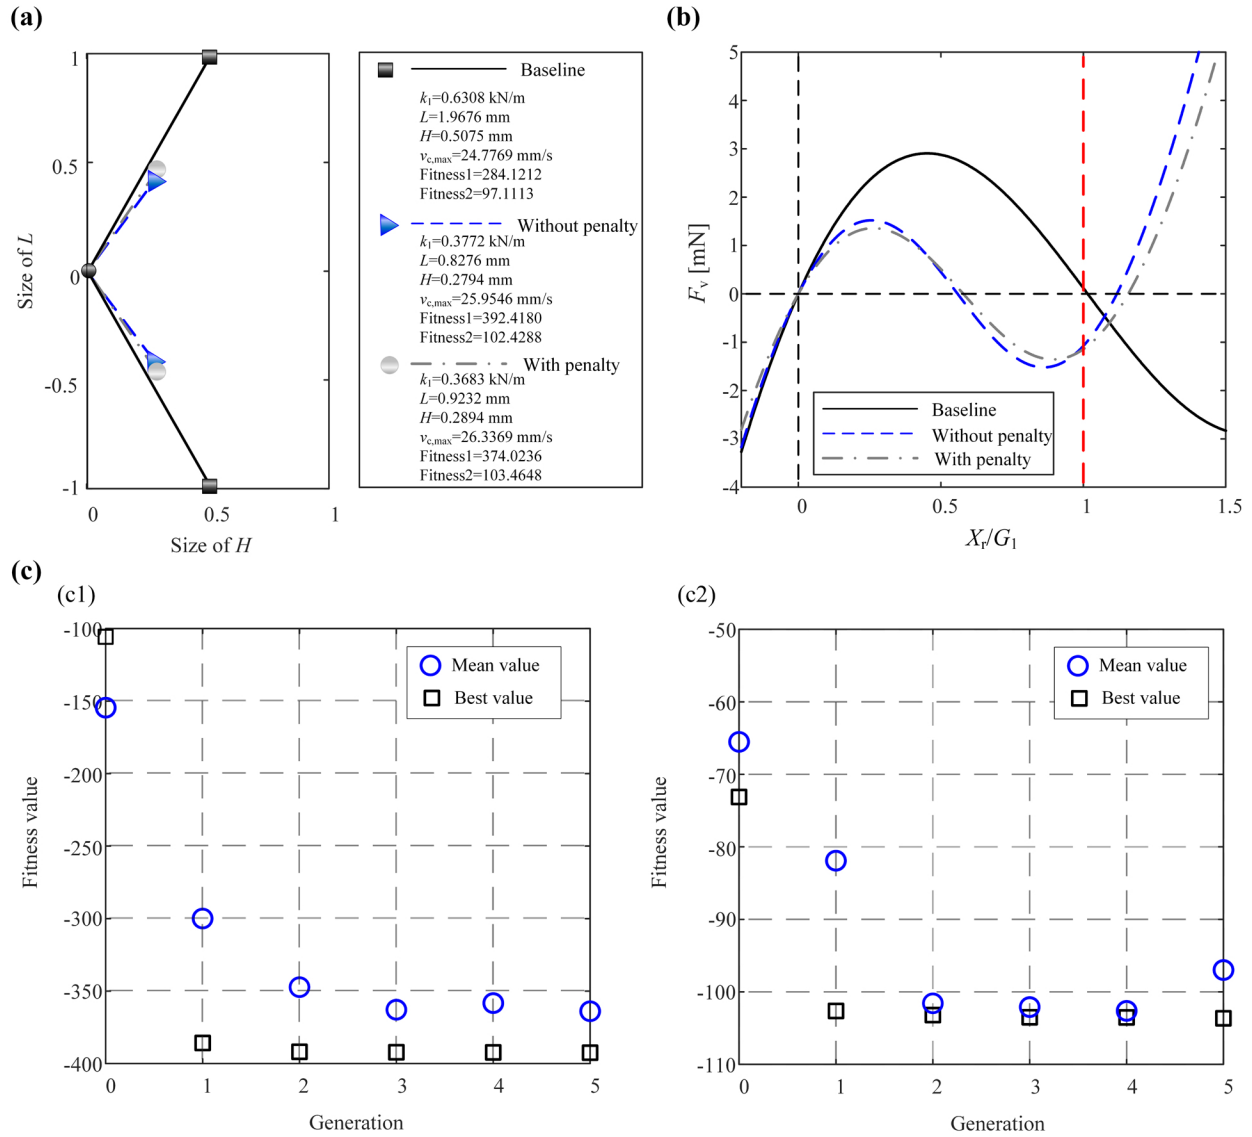 (a)
1
0.5
0
-0.5
-1
0
0.5
1
Size of L
Size of H
Baseline
k1=0.6308 kN/m
L=1.9676 mm
H=0.5075 mm
vc,max=24.7769 mm/s
Fitness1=284.1212
Fitness2=97.1113
Without penalty
k1=0.3772 kN/m
L=0.8276 mm
H=0.2794 mm
vc,max=25.9546 mm/s
Fitness1=392.4180
Fitness2=102.4288
With penalty
k1=0.3683 kN/m
L=0.9232 mm
H=0.2894 mm
vc,max=26.3369 mm/s
Fitness1=374.0236
Fitness2=103.4648
(b)
5
4
3
2
1
0
-1
-2
-3
-4
0
0.5
1
1.5
Fv [mN]
Xr/G1
Baseline
Without penalty
With penalty
(c)
(c1)
-100
-150
-200
-250
-300
-350
-400
0
1
2
3
4
5
Fitness value
Generation
Mean value
Best value
(c2)
-50
-60
-70
-80
-90
-100
-110
0
1
2
3
4
5
Fitness value
Generation
Mean value
Best value